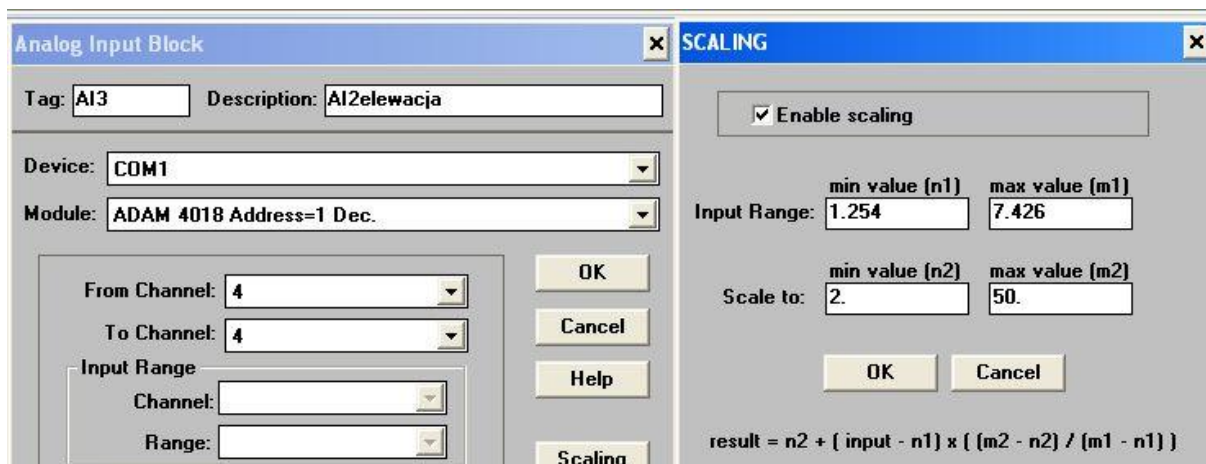 Analog Input Block
Tag: AI3 Description: AI2elewacja
Device: COM1
Module: ADAM 4018 Address=1 Dec.
From Channel: 4
To Channel: 4
Input Range
Channel:
Range:
OK
Cancel
Help
Scaling
SCALING
Enable scaling
min value (n1) max value (m1)
Input Range: 1.254 7.426
min value (n2) max value (m2)
Scale to: 2. 50.
OK Cancel
result = n2 + ( input - n1) x ( (m2 - n2) / (m1 - n1) )